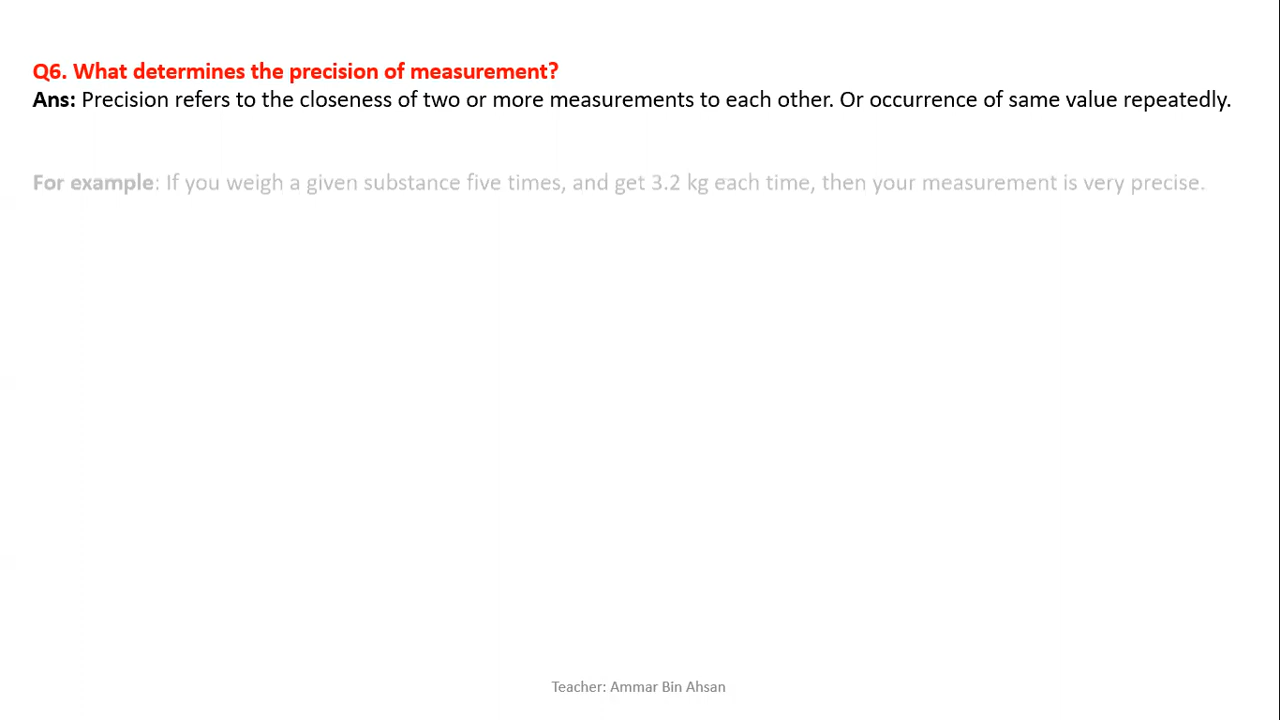 Q6. What determines the precision of measurement?
Ans: Precision refers to the closeness of two or more measurements to each other. Or occurrence of same value repeatedly.
For example: If you weigh a given substance five times, and get 3.2 kg each time, then your measurement is very precise.
Teacher: Ammar Bin Ahsan